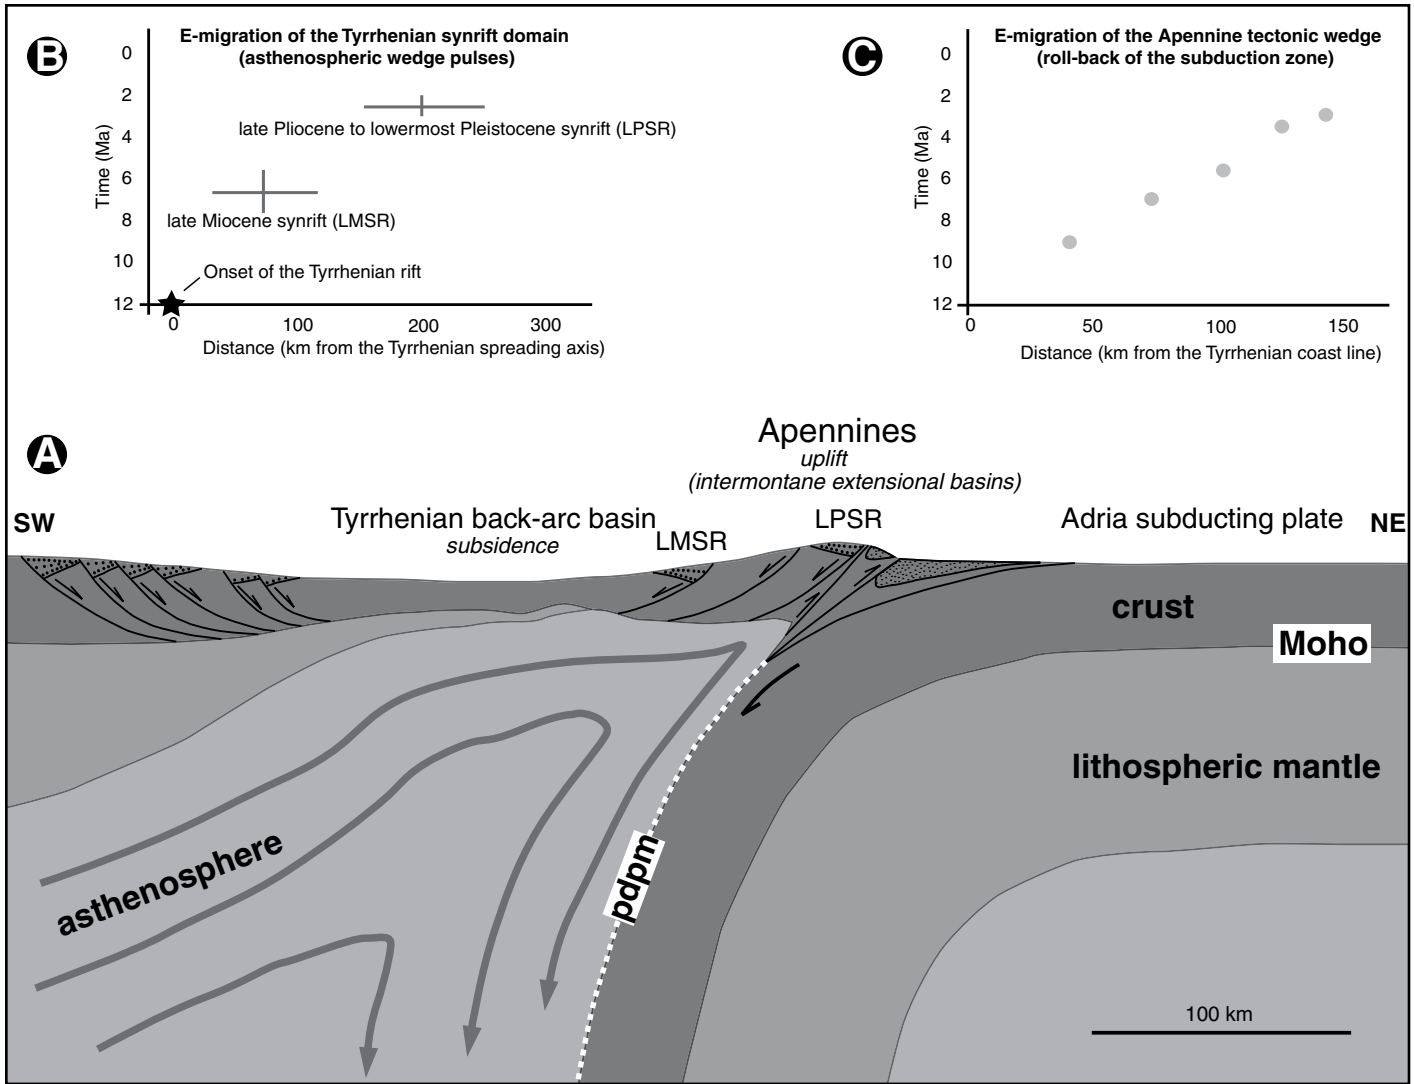 B
E-migration of the Tyrrhenian synrift domain
(asthenospheric wedge pulses)
0
2
4
6
8
10
12
Time (Ma)
late Pliocene to lowermost Pleistocene synrift (LPSR)
late Miocene synrift (LMSR)
Onset of the Tyrrhenian rift
0 100 200 300
Distance (km from the Tyrrhenian spreading axis)
C
E-migration of the Apennine tectonic wedge
(roll-back of the subduction zone)
0
2
4
6
8
10
12
Time (Ma)
0 50 100 150
Distance (km from the Tyrrhenian coast line)
A
Apennines
uplift
(intermontane extensional basins)
SW
Tyrrhenian back-arc basin
subsidence
LMSR
LPSR
Adria subducting plate
NE
crust
Moho
lithospheric mantle
asthenosphere
pdpm
100 km